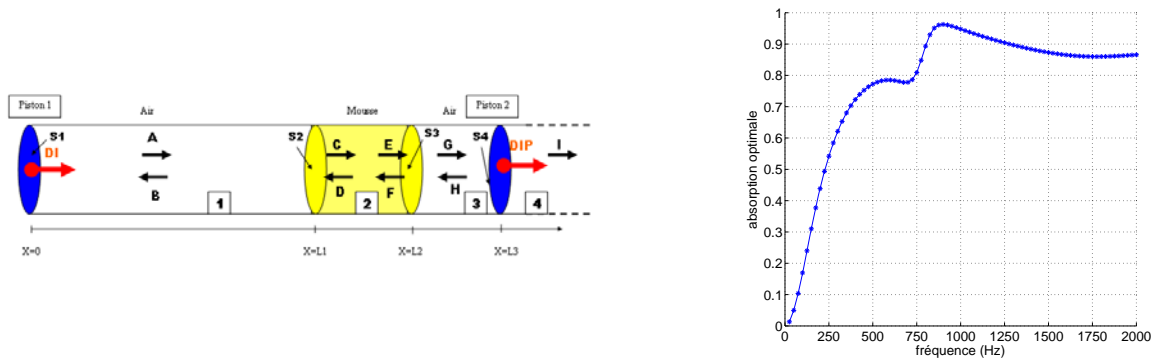 Piston 1
Air
Mousse
Air
Piston 2
S1
DI
A
B
1
S2
C
E
D
F
2
S3
G
H
3
S4
DIP
I
4
X=0
X=L1
X=L2
X=L3
absorption optimale
1
0.9
0.8
0.7
0.6
0.5
0.4
0.3
0.2
0.1
0
0 250 500 750 1000 1250 1500 1750 2000
fréquence (Hz)